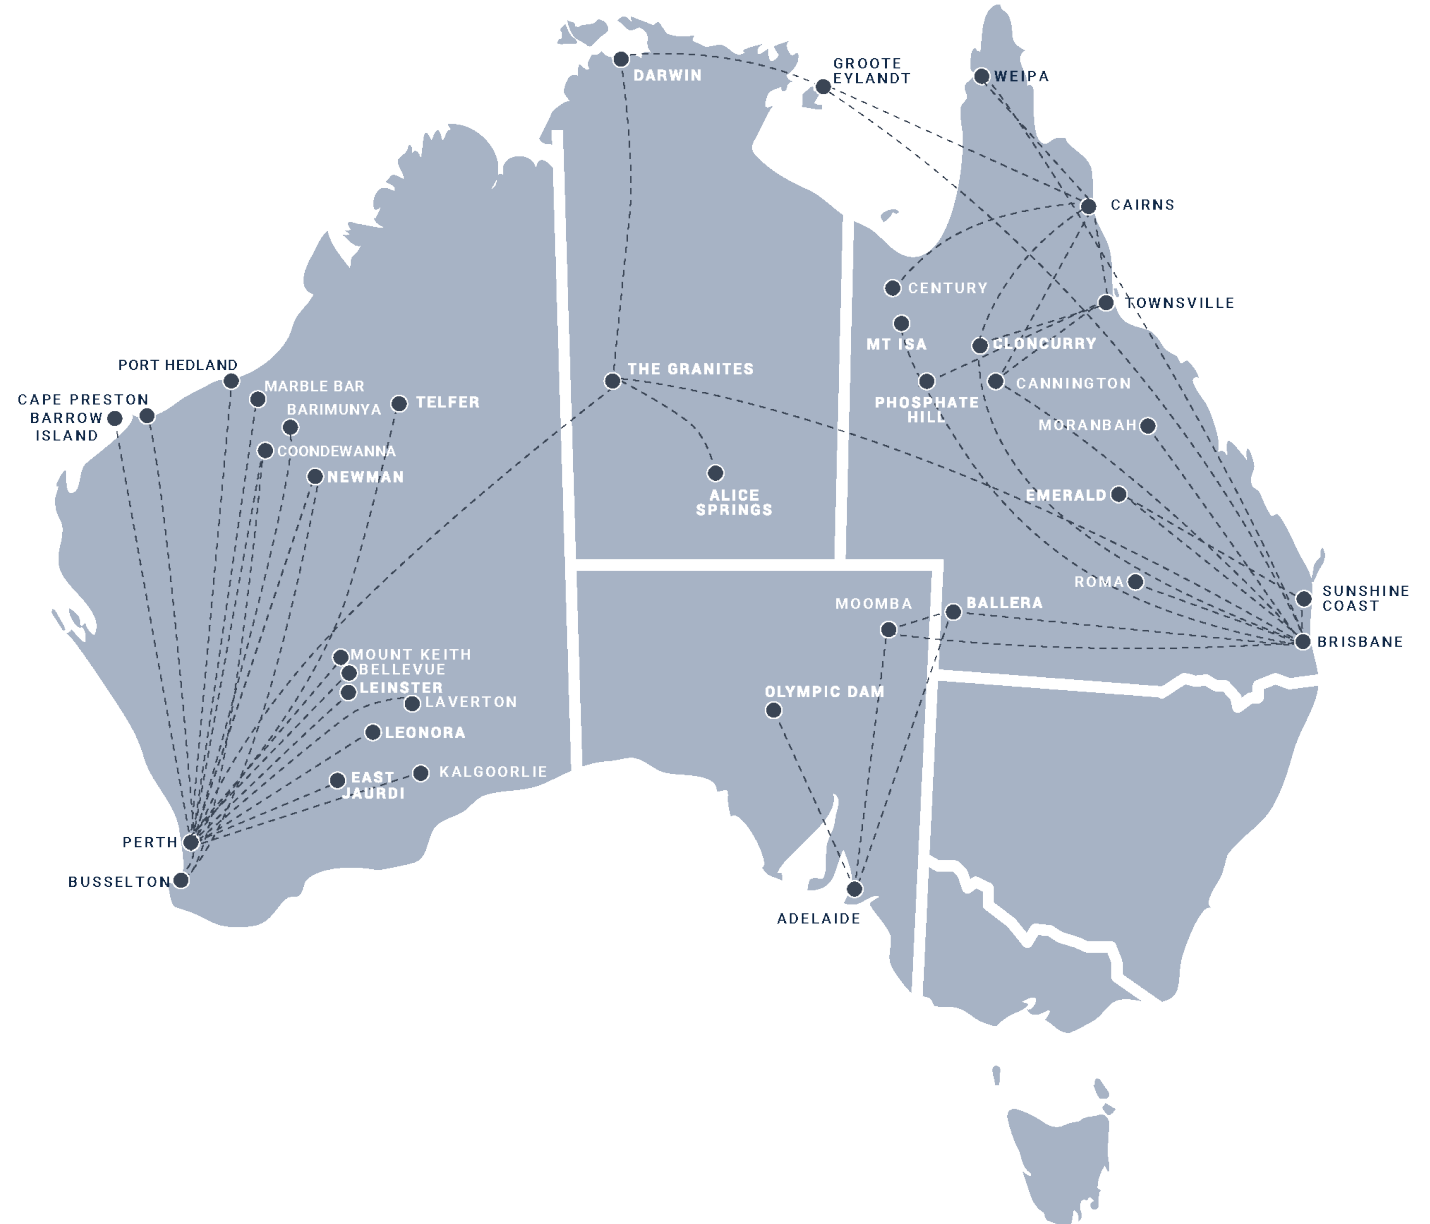 GROOTE
EYLANDT
WEIPA
DARWIN
CAIRNS
CENTURY
TOWNSVILLE
MT ISA
CLONCURRY
PORT HEDLAND
THE GRANITES
MARBLE BAR
CANNINGTON
CAPE PRESTON
BARIMUNYA
TELFER
PHOSPHATE
HILL
BARROW
ISLAND
MORANBAH
COONDEWANNA
NEWMAN
ALICE
SPRINGS
EMERALD
ROMA
SUNSHINE
COAST
MOOMBA
BALLERA
BRISBANE
MOUNT KEITH
BELLEVUE
LEINSTER
OLYMPIC DAM
LAVERTON
LEONORA
KALGOORLIE
EAST
JAURDI
PERTH
BUSSELTON
ADELAIDE